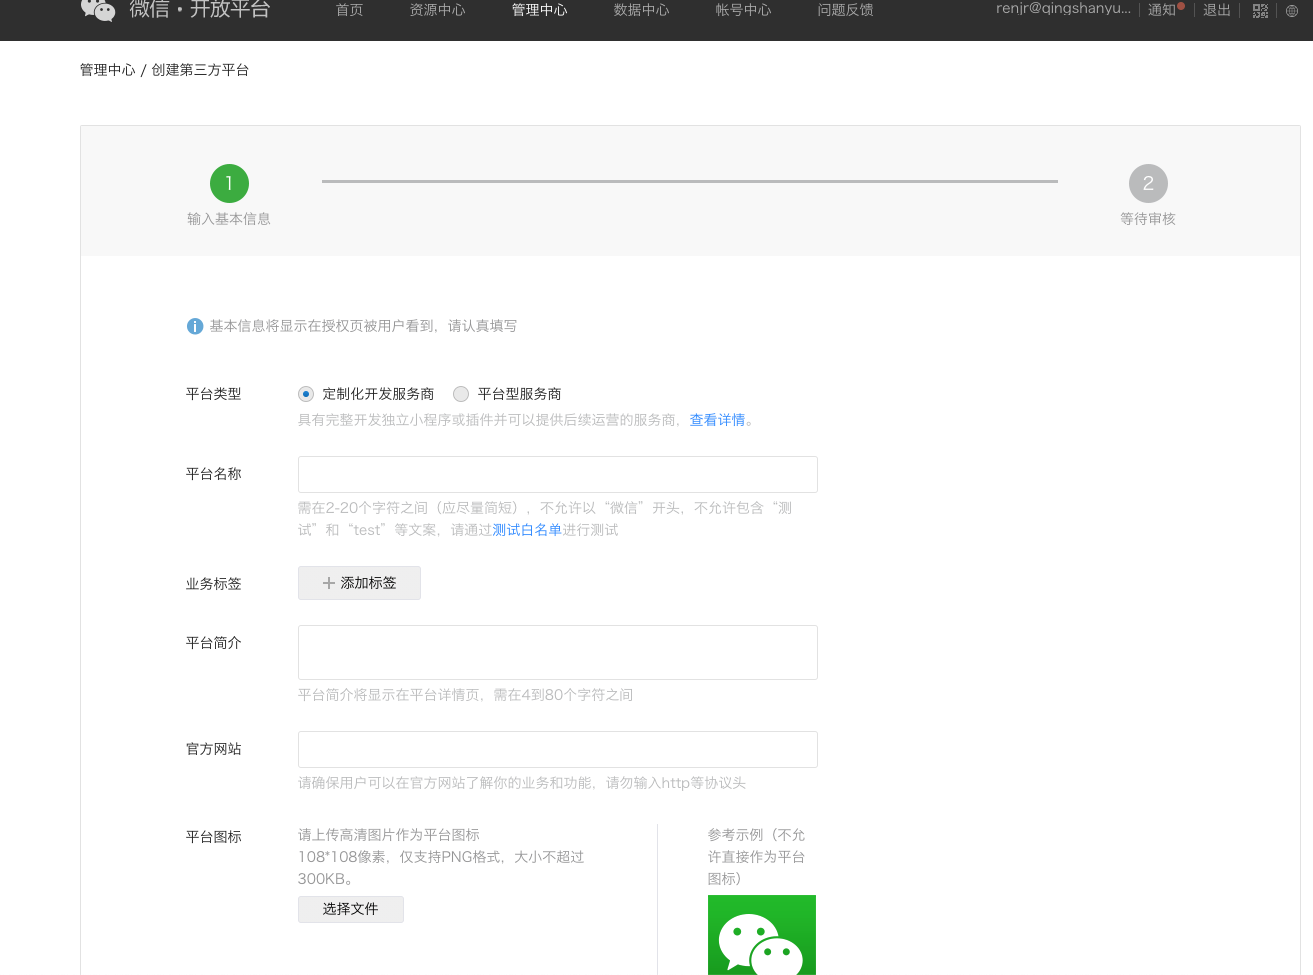 微信·开放平台 首页 资源中心 管理中心 数据中心 帐号中心 问题反馈 renjr@qingshanyu... 通知 退出
管理中心 / 创建第三方平台
1 2
输入基本信息 等待审核
基本信息将显示在授权页被用户看到，请认真填写
平台类型 定制化开发服务商 平台型服务商
具有完整开发独立小程序或插件并可以提供后续运营的服务商，查看详情。
平台名称
需在2-20个字符之间（应尽量简短），不允许以“微信”开头，不允许包含“测
试”和“test”等文案，请通过测试白名单进行测试
业务标签 添加标签
平台简介
平台简介将显示在平台详情页，需在4到80个字符之间
官方网站
请确保用户可以在官方网站了解你的业务和功能，请勿输入http等协议头
平台图标 请上传高清图片作为平台图标
108*108像素，仅支持PNG格式，大小不超过
300KB。
选择文件
参考示例（不允
许直接作为平台
图标）